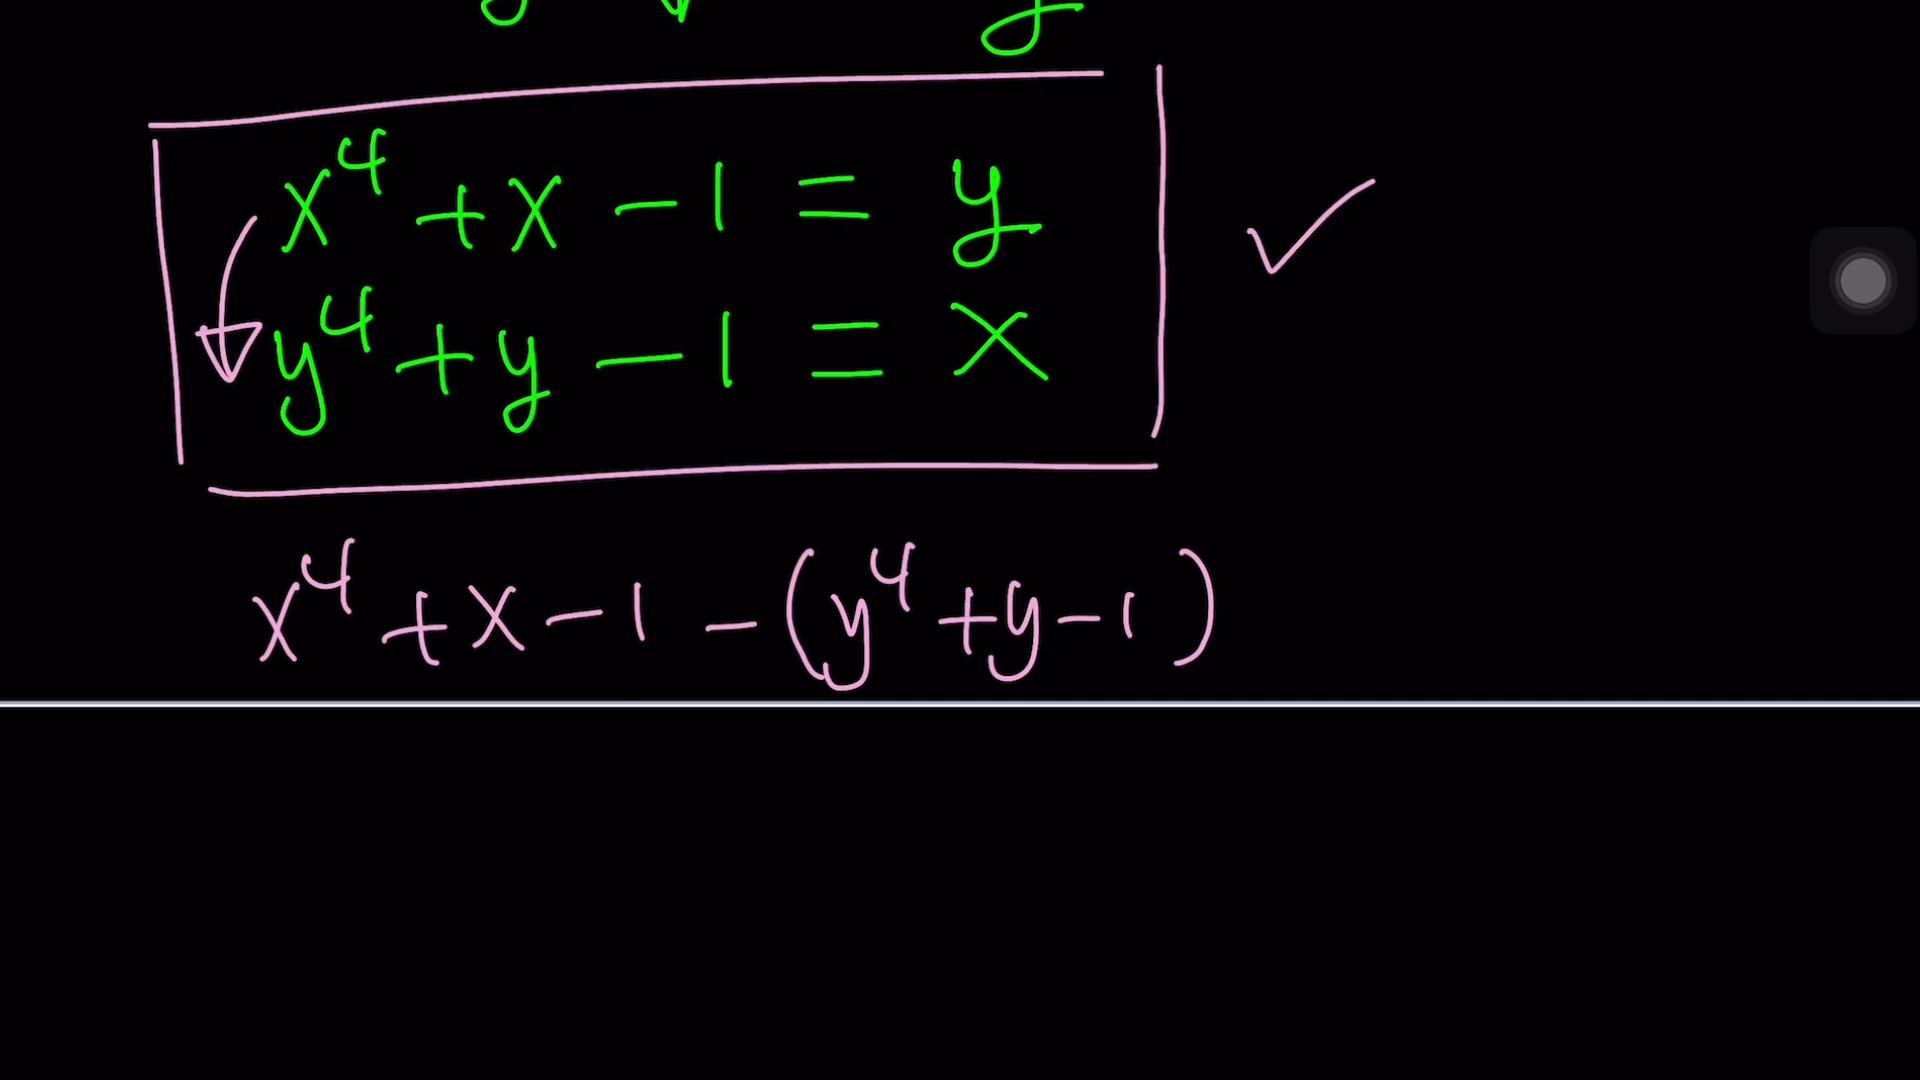 x⁴ + x − 1 = y
y⁴ + y − 1 = x
x⁴ + x − 1 − (y⁴ + y − 1)